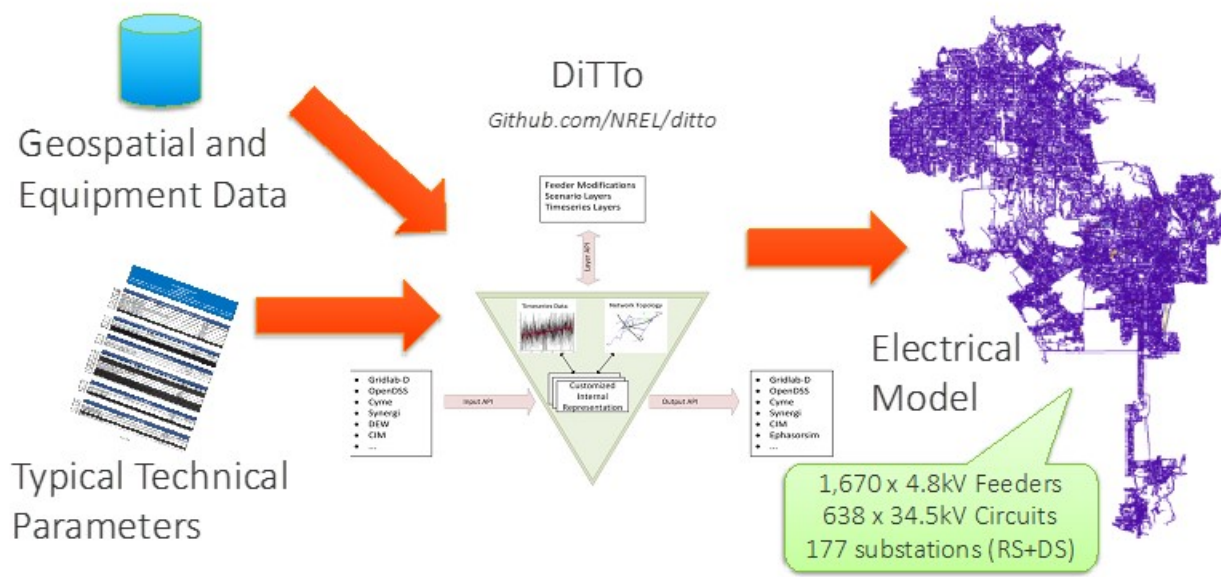 Geospatial and
Equipment Data
Typical Technical
Parameters
DiTTo
Github.com/NREL/ditto
Feeder Modifications
Scenario Layers
Timeseries Layers
Layer API
Timeseries Data
Network Topology
Customized
Internal
Representation
• Gridlab-D
• OpenDSS
• Cyme
• Synergi
• DEW
• CIM
• ...
Input API
Output API
• Gridlab-D
• OpenDSS
• Cyme
• Synergi
• CIM
• Ephasorsim
• ...
Electrical
Model
1,670 x 4.8kV Feeders
638 x 34.5kV Circuits
177 substations (RS+DS)